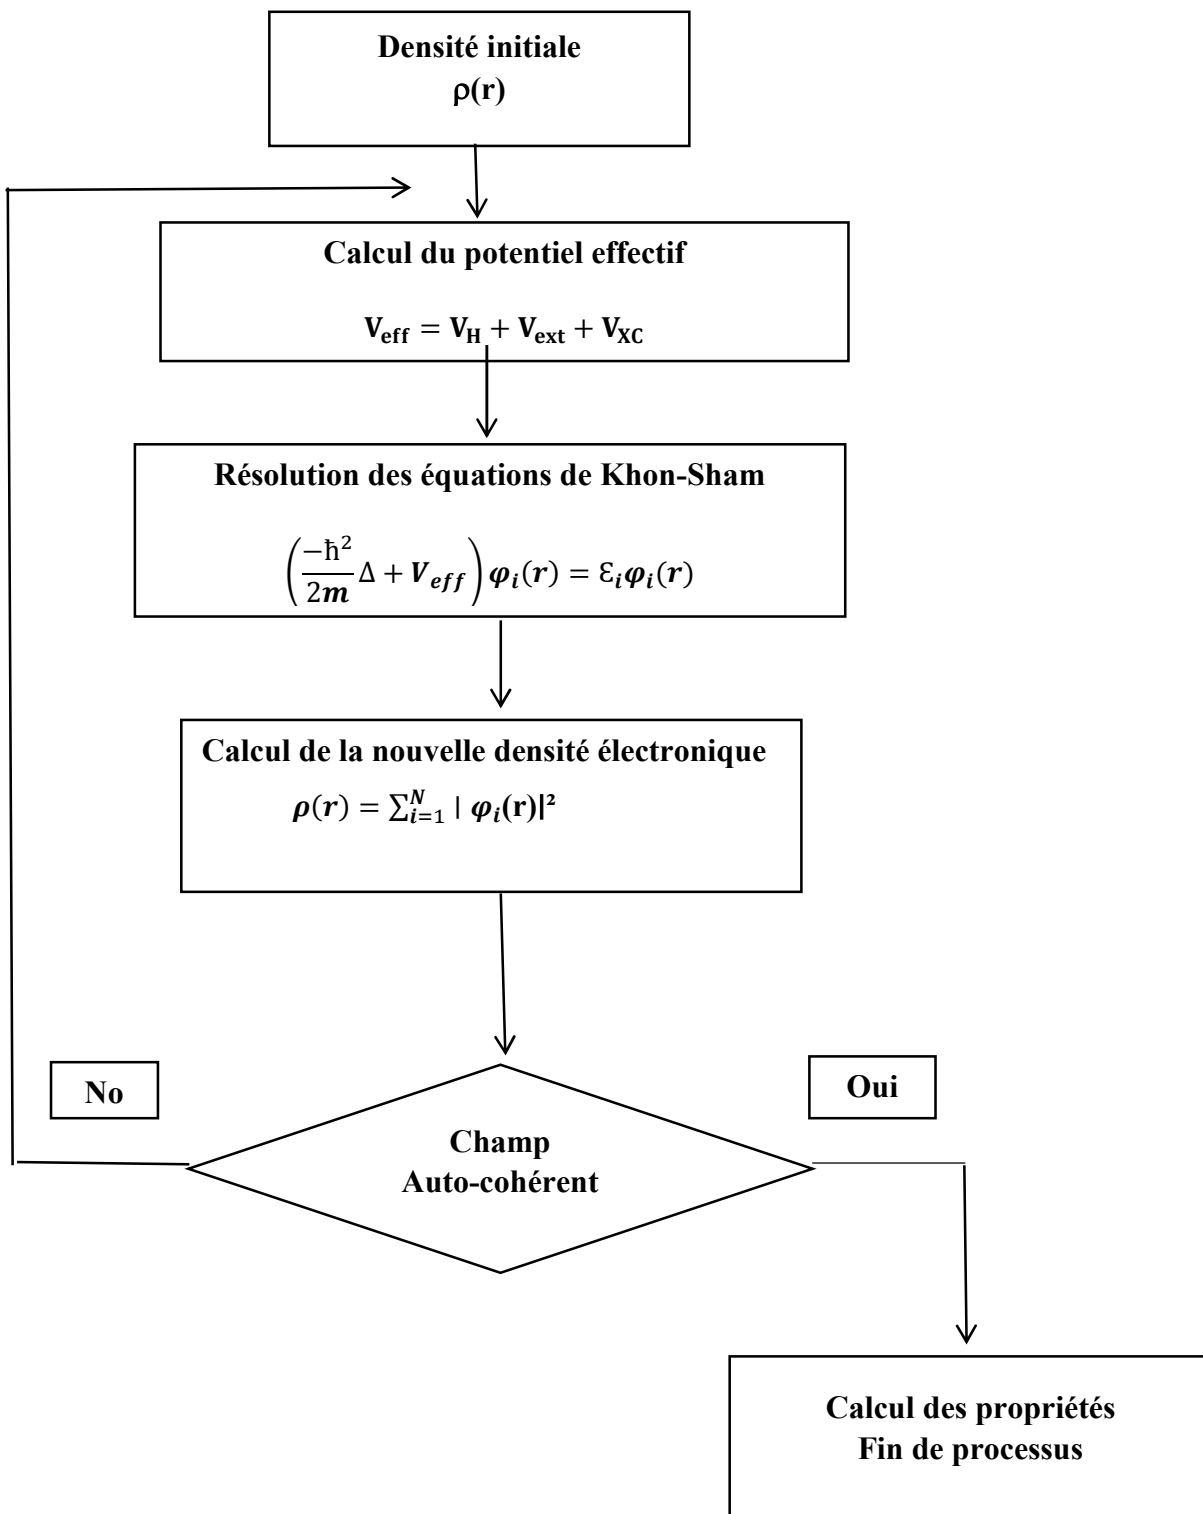 Densité initiale
ρ(r)
Calcul du potentiel effectif
V_eff = V_H + V_ext + V_XC
Résolution des équations de Khon-Sham
(−ħ²/2m Δ + V_eff) φ_i(r) = Ɛ_i φ_i(r)
Calcul de la nouvelle densité électronique
ρ(r) = ∑_{i=1}^{N} | φ_i(r)|²
No
Oui
Champ
Auto-cohérent
Calcul des propriétés
Fin de processus